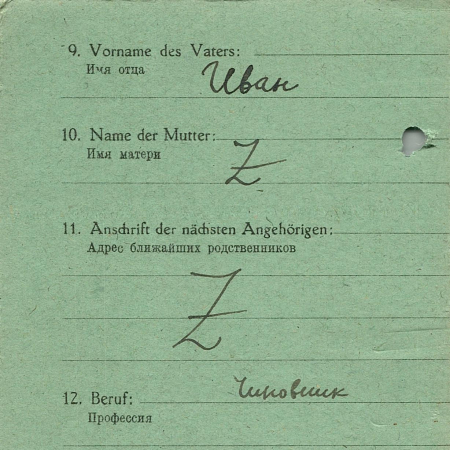 9. Vorname des Vaters:
Имя отца
Иван
10. Name der Mutter:
Имя матери
Z
11. Anschrift der nächsten Angehörigen:
Адрес ближайших родственников
Z
12. Beruf: Чиновник
Профессия